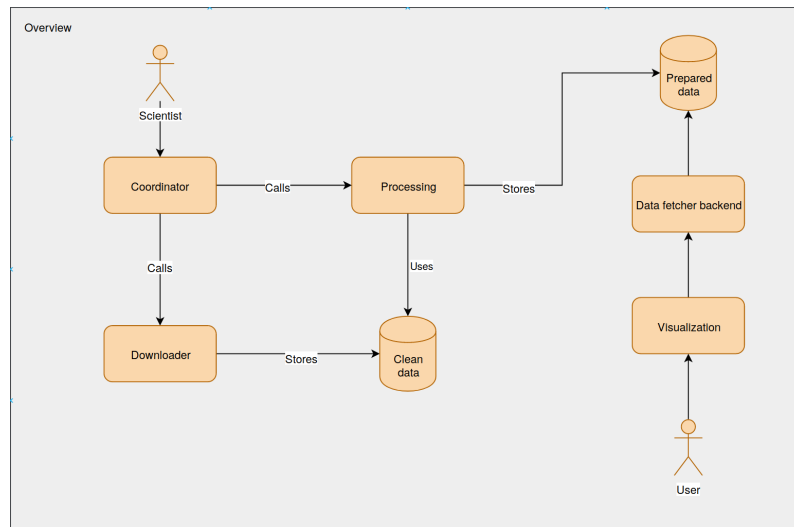 Overview
Scientist
Prepared
data
Coordinator
Calls
Processing
Stores
Data fetcher backend
Calls
Uses
Visualization
Downloader
Stores
Clean
data
User